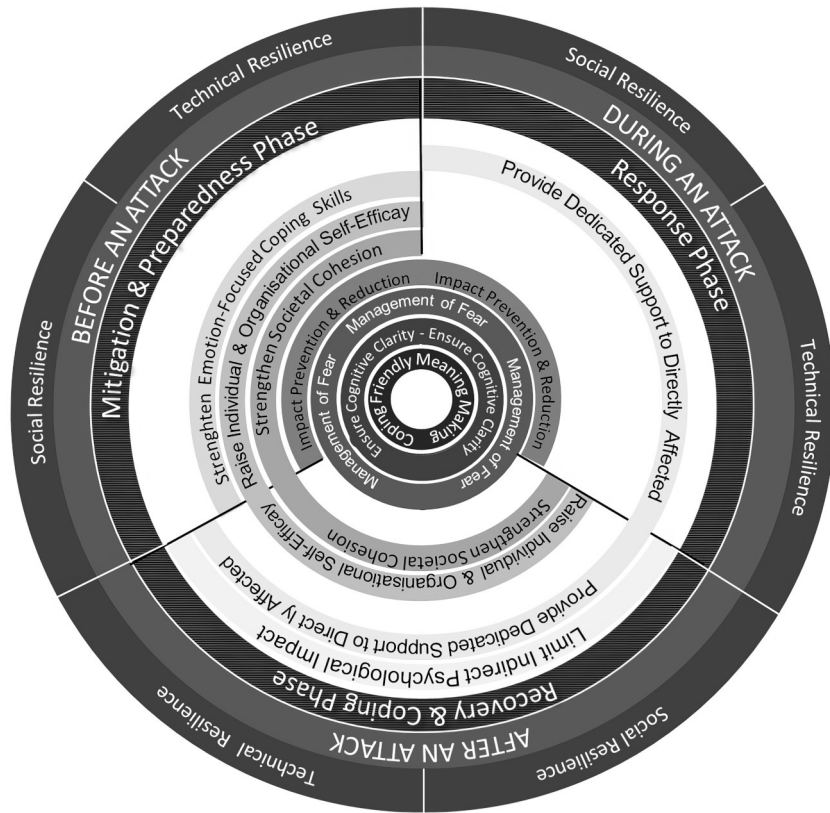 Technical Resilience
Social Resilience
Social Resilience
Technical Resilience
Technical Resilience
Social Resilience
BEFORE AN ATTACK
DURING AN ATTACK
AFTER AN ATTACK
Mitigation & Preparedness Phase
Response Phase
Recovery & Coping Phase
Strenghten Emotion-Focused Coping Skills
Raise Individual & Organisational Self-Efficay
Strengthen Societal Cohesion
Provide Dedicated Support to Directly Affected
Impact Prevention & Reduction
Impact Prevention & Reduction
Management of Fear
Management of Fear
Management of Fear
Ensure Cognitive Clarity - Ensure Cognitive Clarity
Coping Friendly Meaning Making
Strengthen Societal Cohesion
Raise Individual & Organisational Self-Efficay
Provide Dedicated Support to Direct ly Affected
Limit Indirect Psychological Impact